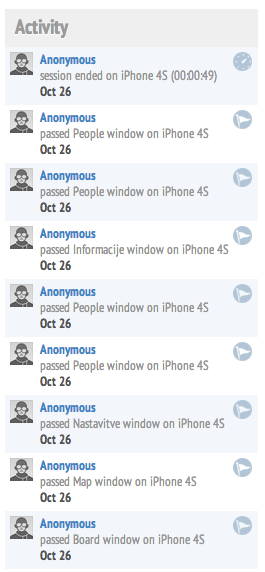 Activity
Anonymous
session ended on iPhone 4S (00:00:49)
Oct 26
Anonymous
passed People window on iPhone 4S
Oct 26
Anonymous
passed People window on iPhone 4S
Oct 26
Anonymous
passed Informacije window on iPhone 4S
Oct 26
Anonymous
passed People window on iPhone 4S
Oct 26
Anonymous
passed People window on iPhone 4S
Oct 26
Anonymous
passed Nastavitve window on iPhone 4S
Oct 26
Anonymous
passed Map window on iPhone 4S
Oct 26
Anonymous
passed Board window on iPhone 4S
Oct 26